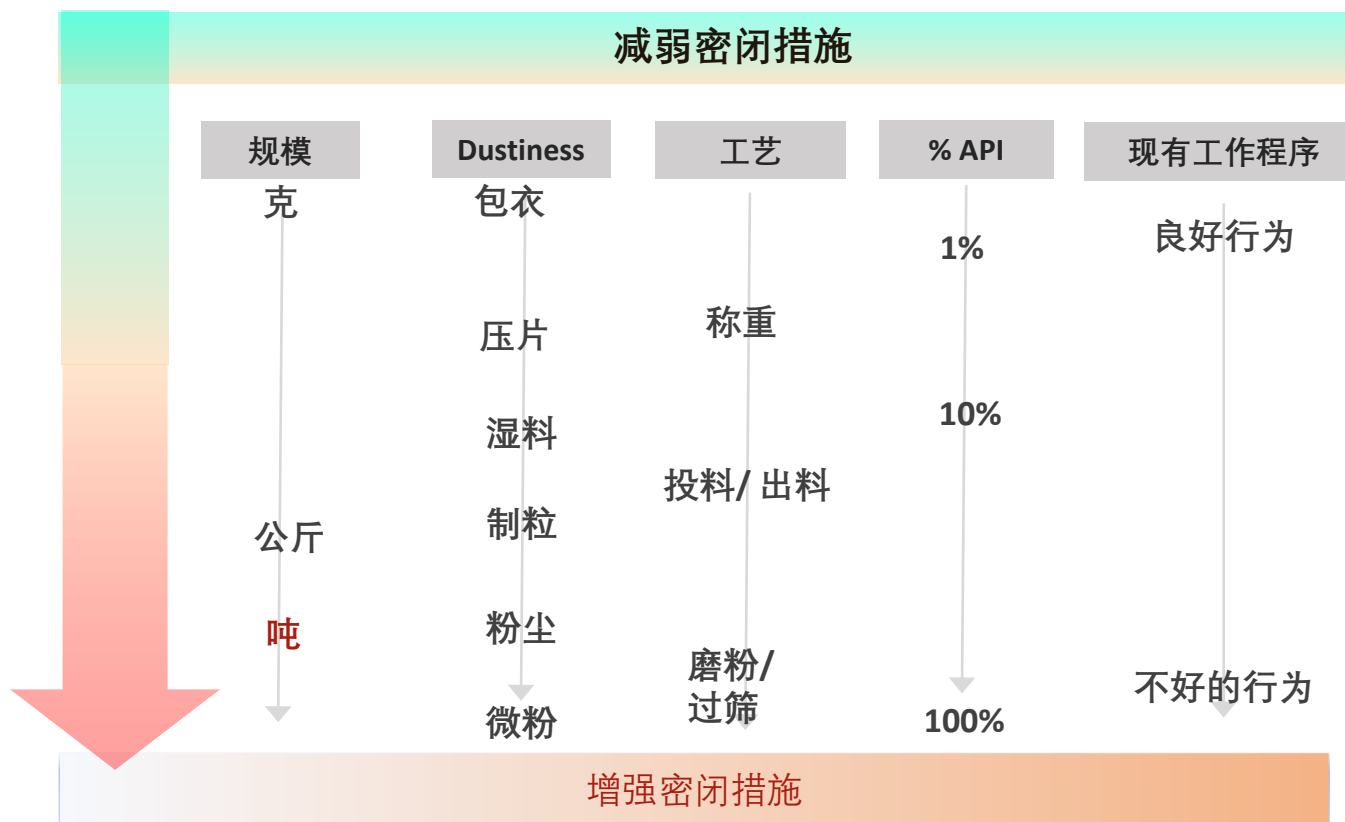 减弱密闭措施
规模
克
公斤
吨
Dustiness
包衣
压片
湿料
制粒
粉尘
微粉
工艺
称重
投料/ 出料
磨粉/
过筛
% API
1%
10%
100%
现有工作程序
良好行为
不好的行为
增强密闭措施